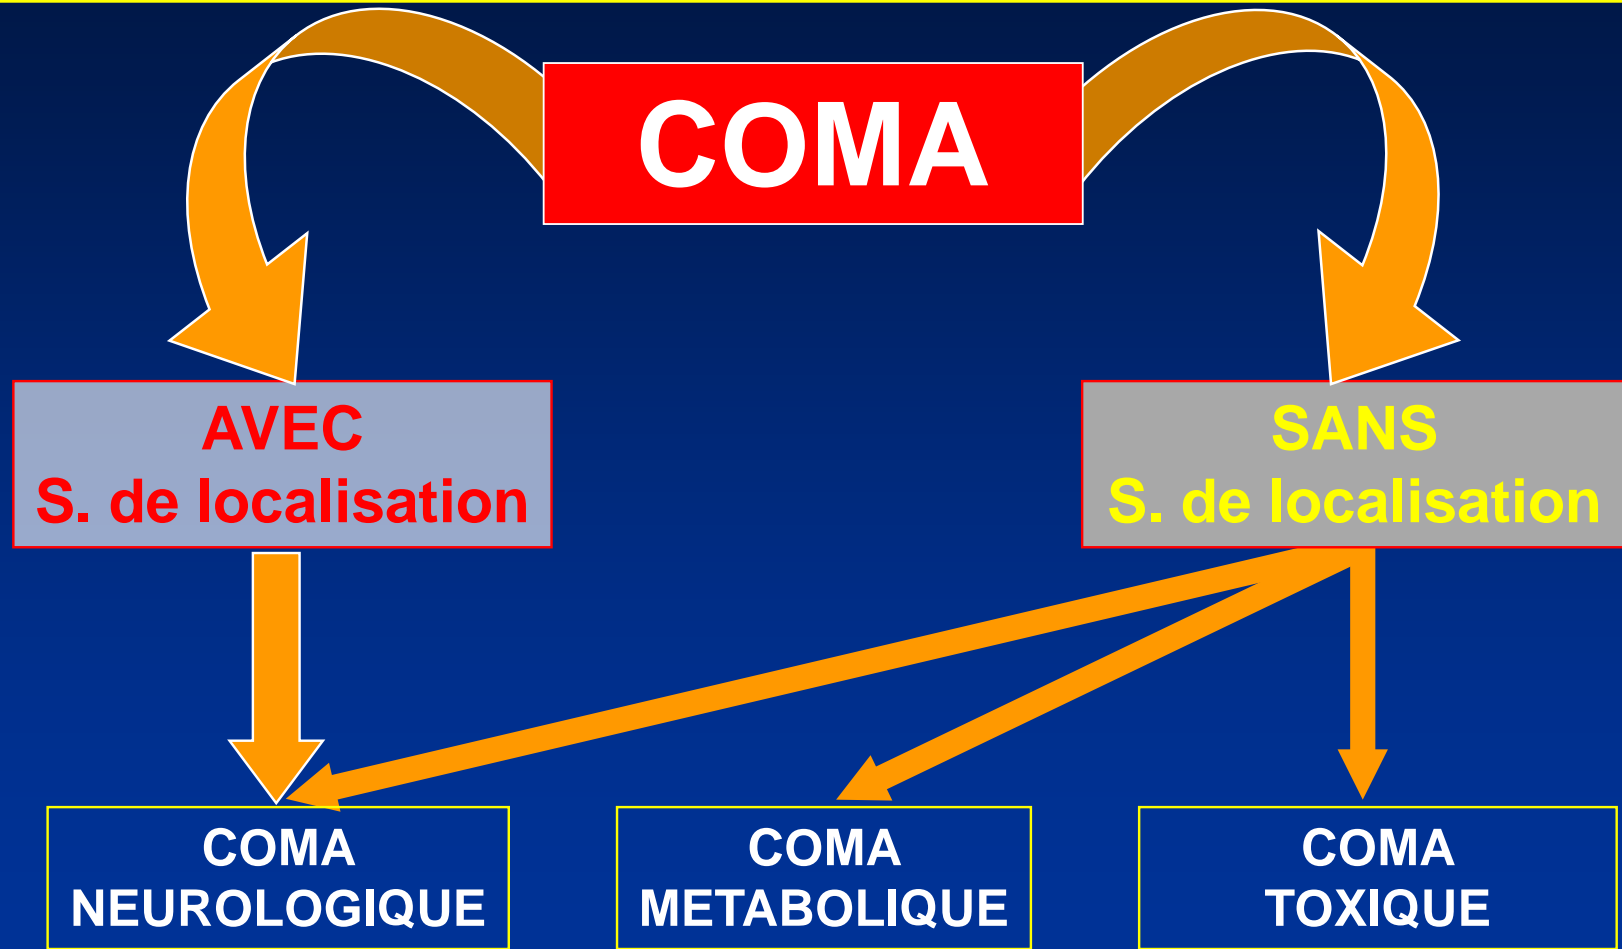 COMA
AVEC
S. de localisation
SANS
S. de localisation
COMA
NEUROLOGIQUE
COMA
METABOLIQUE
COMA
TOXIQUE